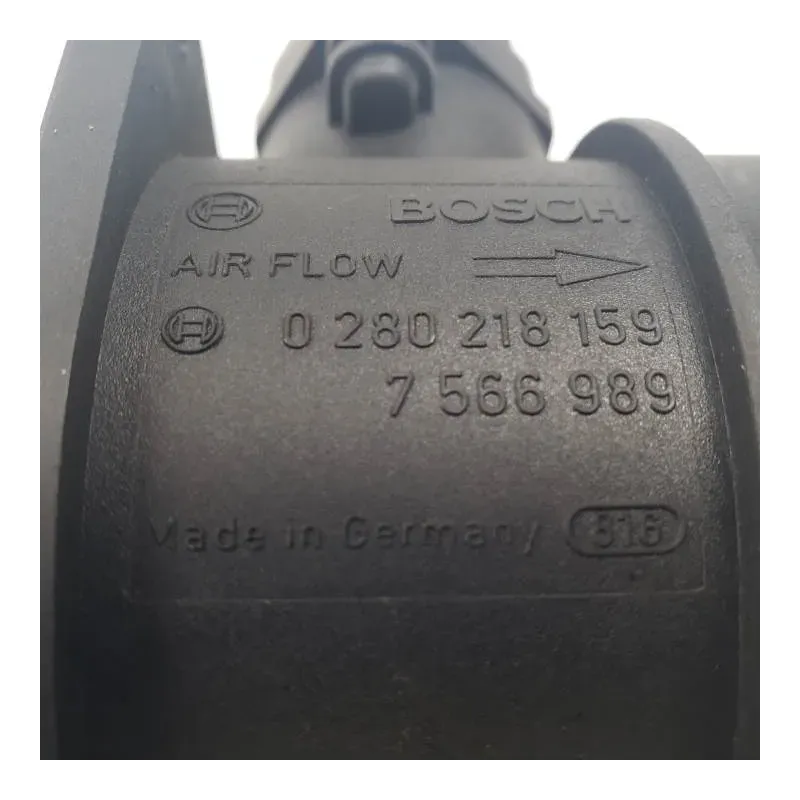 BOSCH
AIR FLOW
0 280 218 159
7 566 989
Made in Germany 816